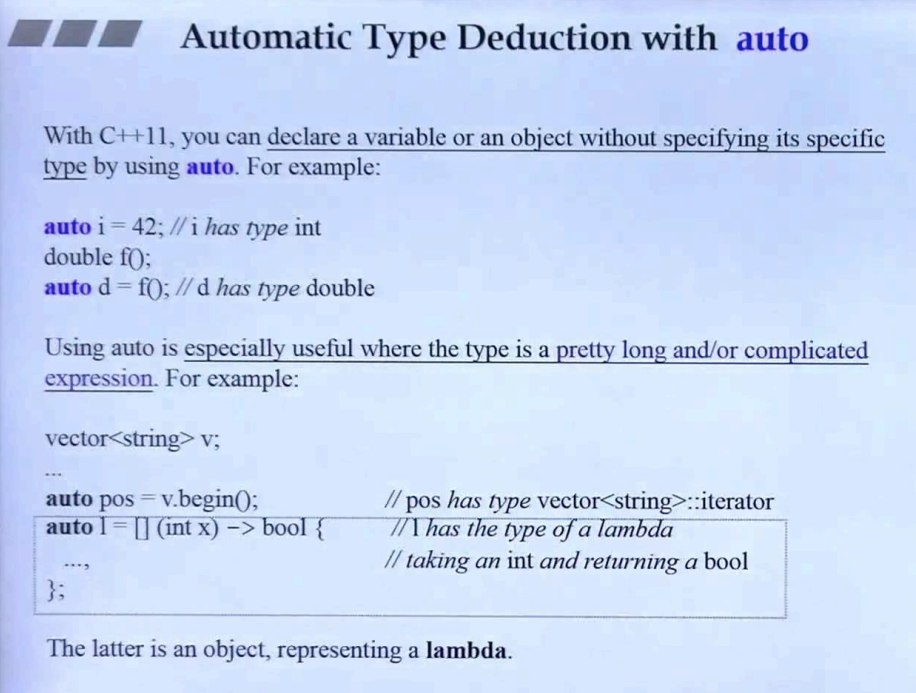 Automatic Type Deduction with auto
With C++11, you can declare a variable or an object without specifying its specific
type by using auto. For example:
auto i = 42; // i has type int
double f();
auto d = f(); // d has type double
Using auto is especially useful where the type is a pretty long and/or complicated
expression. For example:
vector<string> v;
...
auto pos = v.begin(); // pos has type vector<string>::iterator
auto l = [] (int x) -> bool { // l has the type of a lambda
..., // taking an int and returning a bool
};
The latter is an object, representing a lambda.